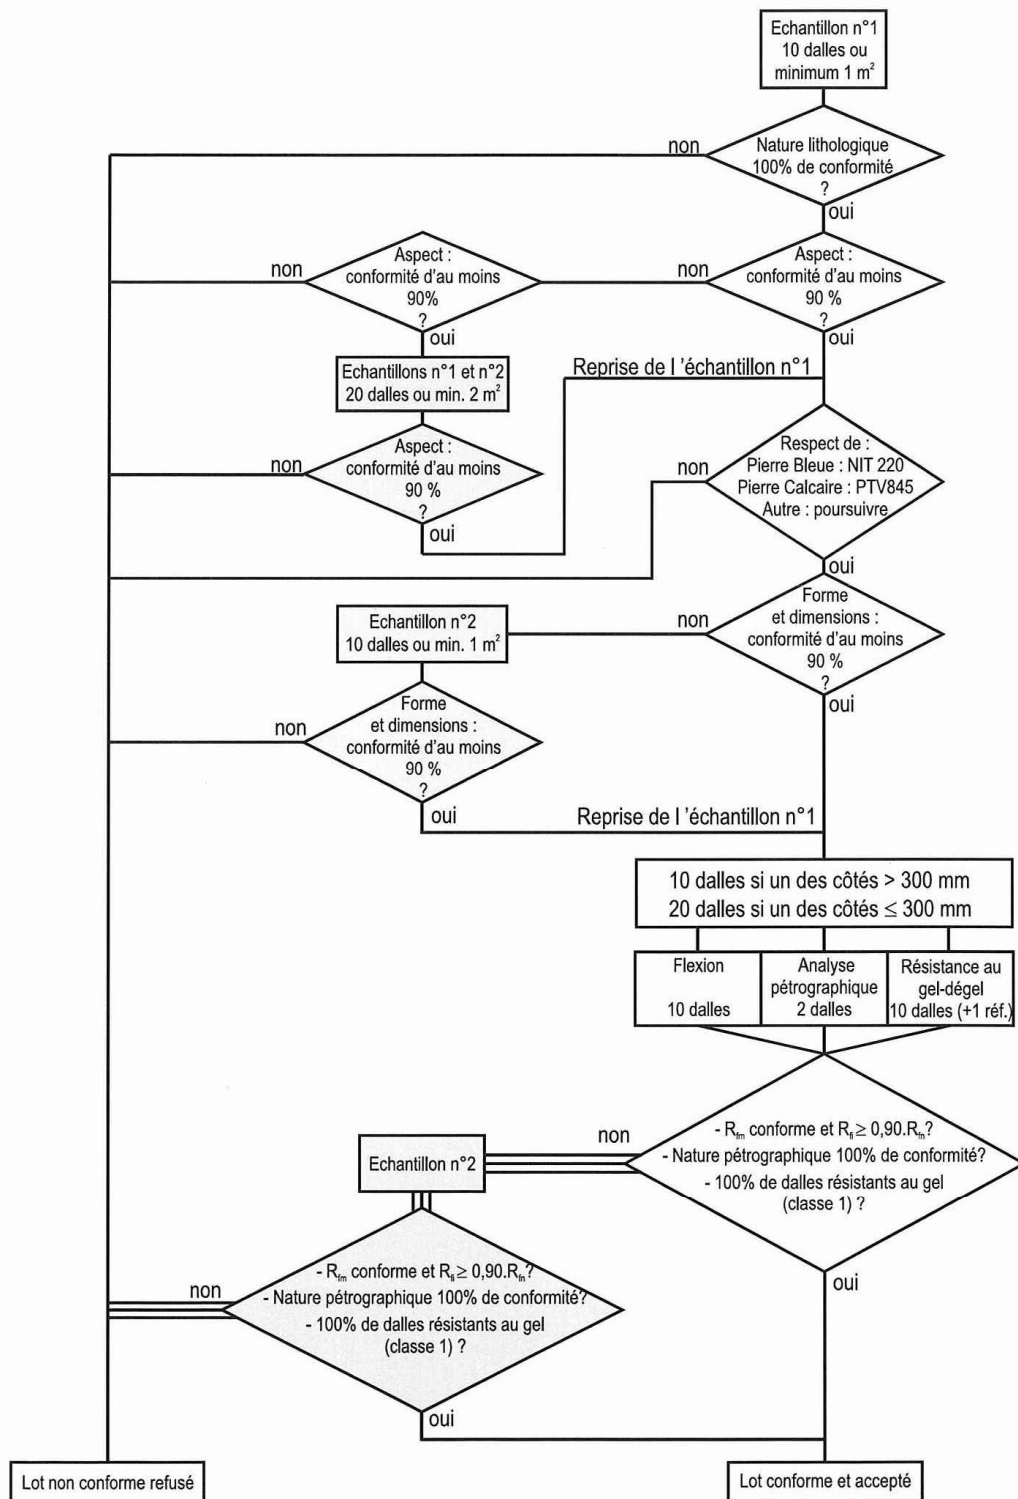 Echantillon n°1
10 dalles ou
minimum 1 m²
non
Nature lithologique
100% de conformité
?
oui
non
Aspect :
conformité d'au moins
90%
?
oui
non
Aspect :
conformité d'au moins
90 %
?
oui
Echantillons n°1 et n°2
20 dalles ou min. 2 m²
Reprise de l 'échantillon n°1
non
Aspect :
conformité d'au moins
90 %
?
oui
non
Respect de :
Pierre Bleue : NIT 220
Pierre Calcaire : PTV845
Autre : poursuivre
oui
Echantillon n°2
10 dalles ou min. 1 m²
non
Forme
et dimensions :
conformité d'au moins
90 %
?
oui
non
Forme
et dimensions :
conformité d'au moins
90 %
?
oui
Reprise de l 'échantillon n°1
10 dalles si un des côtés > 300 mm
20 dalles si un des côtés ≤ 300 mm
Flexion
10 dalles
Analyse
pétrographique
2 dalles
Résistance au
gel-dégel
10 dalles (+1 réf.)
non
- Rfm conforme et Rfi ≥ 0,90.Rfn?
- Nature pétrographique 100% de conformité?
- 100% de dalles résistants au gel
(classe 1) ?
oui
Echantillon n°2
non
- Rfm conforme et Rfi ≥ 0,90.Rfn?
- Nature pétrographique 100% de conformité?
- 100% de dalles résistants au gel
(classe 1) ?
oui
Lot non conforme refusé
Lot conforme et accepté